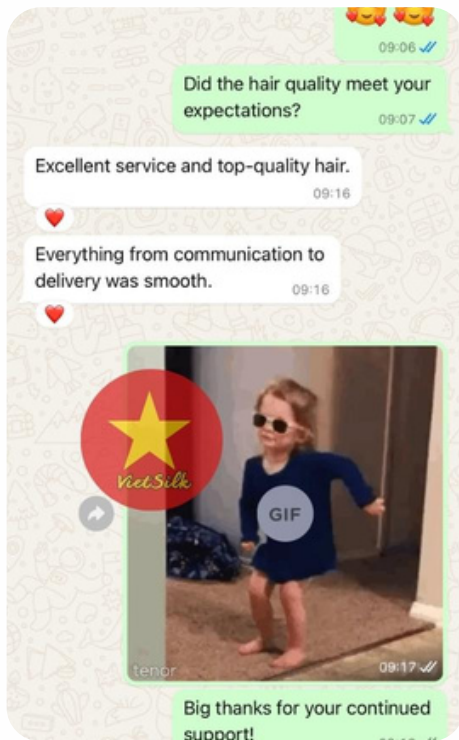 09:06
Did the hair quality meet your
expectations?
09:07
Excellent service and top-quality hair.
09:16
Everything from communication to
delivery was smooth.
09:16
VietSilk
GIF
tenor
09:17
Big thanks for your continued
support!